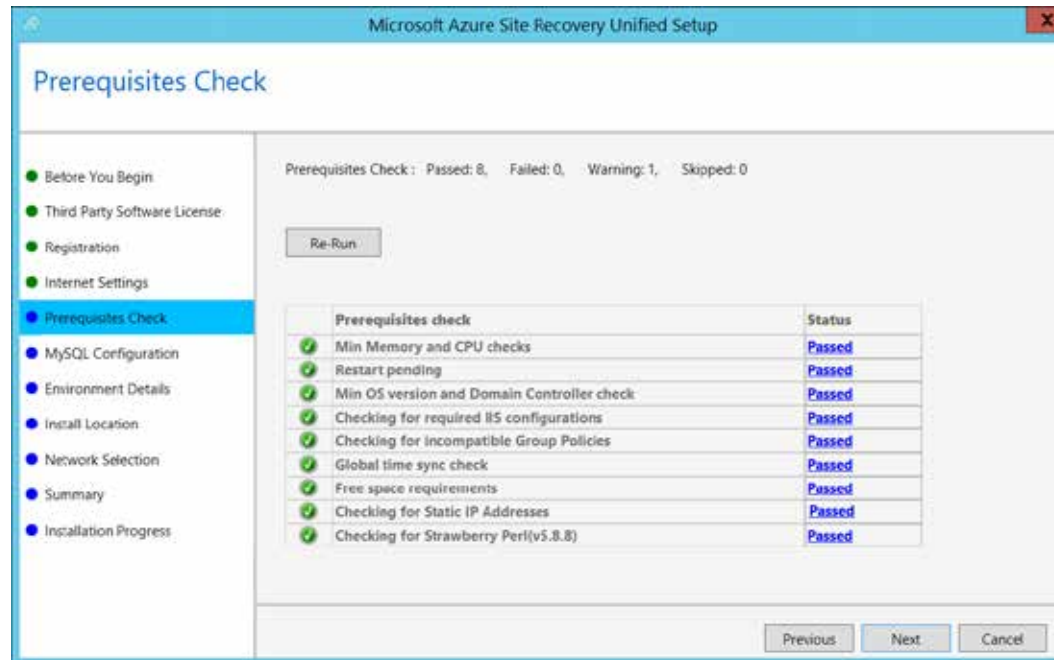 Microsoft Azure Site Recovery Unified Setup
X
Prerequisites Check
Before You Begin
Third Party Software License
Registration
Internet Settings
Prerequisites Check
MySQL Configuration
Environment Details
Install Location
Network Selection
Summary
Installation Progress
Prerequisites Check : Passed: 8, Failed: 0, Warning: 1, Skipped: 0
Re-Run
Prerequisites check Status
Min Memory and CPU checks Passed
Restart pending Passed
Min OS version and Domain Controller check Passed
Checking for required IIS configurations Passed
Checking for incompatible Group Policies Passed
Global time sync check Passed
Free space requirements Passed
Checking for Static IP Addresses Passed
Checking for Strawberry Perl(v5.8.8) Passed
Previous Next Cancel